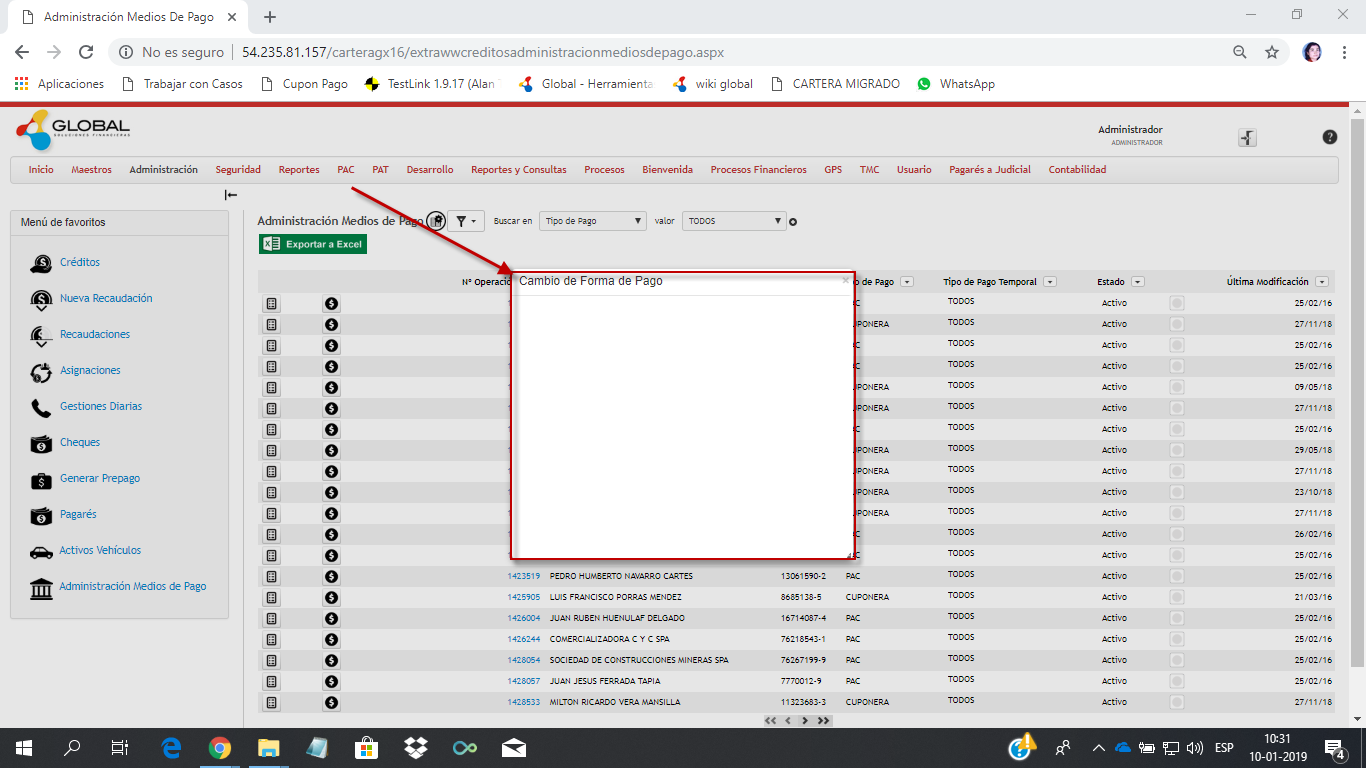 Administración Medios De Pago
No es seguro | 54.235.81.157/carteragx16/extrawwcreditosadministracionmediosdepago.aspx
Aplicaciones Trabajar con Casos Cupon Pago TestLink 1.9.17 (Alan Global - Herramienta wiki global CARTERA MIGRADO WhatsApp
GLOBAL
SOLUCIONES FINANCIERAS
Administrador
ADMINISTRADOR
Inicio Maestros Administración Seguridad Reportes PAC PAT Desarrollo Reportes y Consultas Procesos Bienvenida Procesos Financieros GPS TMC Usuario Pagarés a Judicial Contabilidad
Menú de favoritos
Créditos
Nueva Recaudación
Recaudaciones
Asignaciones
Gestiones Diarias
Cheques
Generar Prepago
Pagarés
Activos Vehículos
Administración Medios de Pago
Administración Medios de Pago Buscar en Tipo de Pago valor TODOS
Exportar a Excel
Nº Operació o de Pago Tipo de Pago Temporal Estado Última Modificación
Cambio de Forma de Pago
C TODOS Activo 25/02/16
UPONERA TODOS Activo 27/11/18
C TODOS Activo 25/02/16
C TODOS Activo 25/02/16
UPONERA TODOS Activo 09/05/18
UPONERA TODOS Activo 27/11/18
C TODOS Activo 25/02/16
UPONERA TODOS Activo 29/05/18
UPONERA TODOS Activo 27/11/18
UPONERA TODOS Activo 23/10/18
UPONERA TODOS Activo 27/11/18
C TODOS Activo 26/02/16
C TODOS Activo 25/02/16
1423519 PEDRO HUMBERTO NAVARRO CARTES 13061590-2 PAC TODOS Activo 25/02/16
1425905 LUIS FRANCISCO PORRAS MENDEZ 8685138-5 CUPONERA TODOS Activo 21/03/16
1426004 JUAN RUBEN HUENULAF DELGADO 16714087-4 PAC TODOS Activo 25/02/16
1426244 COMERCIALIZADORA C Y C SPA 76218543-1 PAC TODOS Activo 25/02/16
1428054 SOCIEDAD DE CONSTRUCCIONES MINERAS SPA 76267199-9 PAC TODOS Activo 25/02/16
1428057 JUAN JESUS FERRADA TAPIA 7770012-9 PAC TODOS Activo 25/02/16
1428533 MILTON RICARDO VERA MANSILLA 11323683-3 CUPONERA TODOS Activo 27/11/18
ESP
10:31
10-01-2019
4